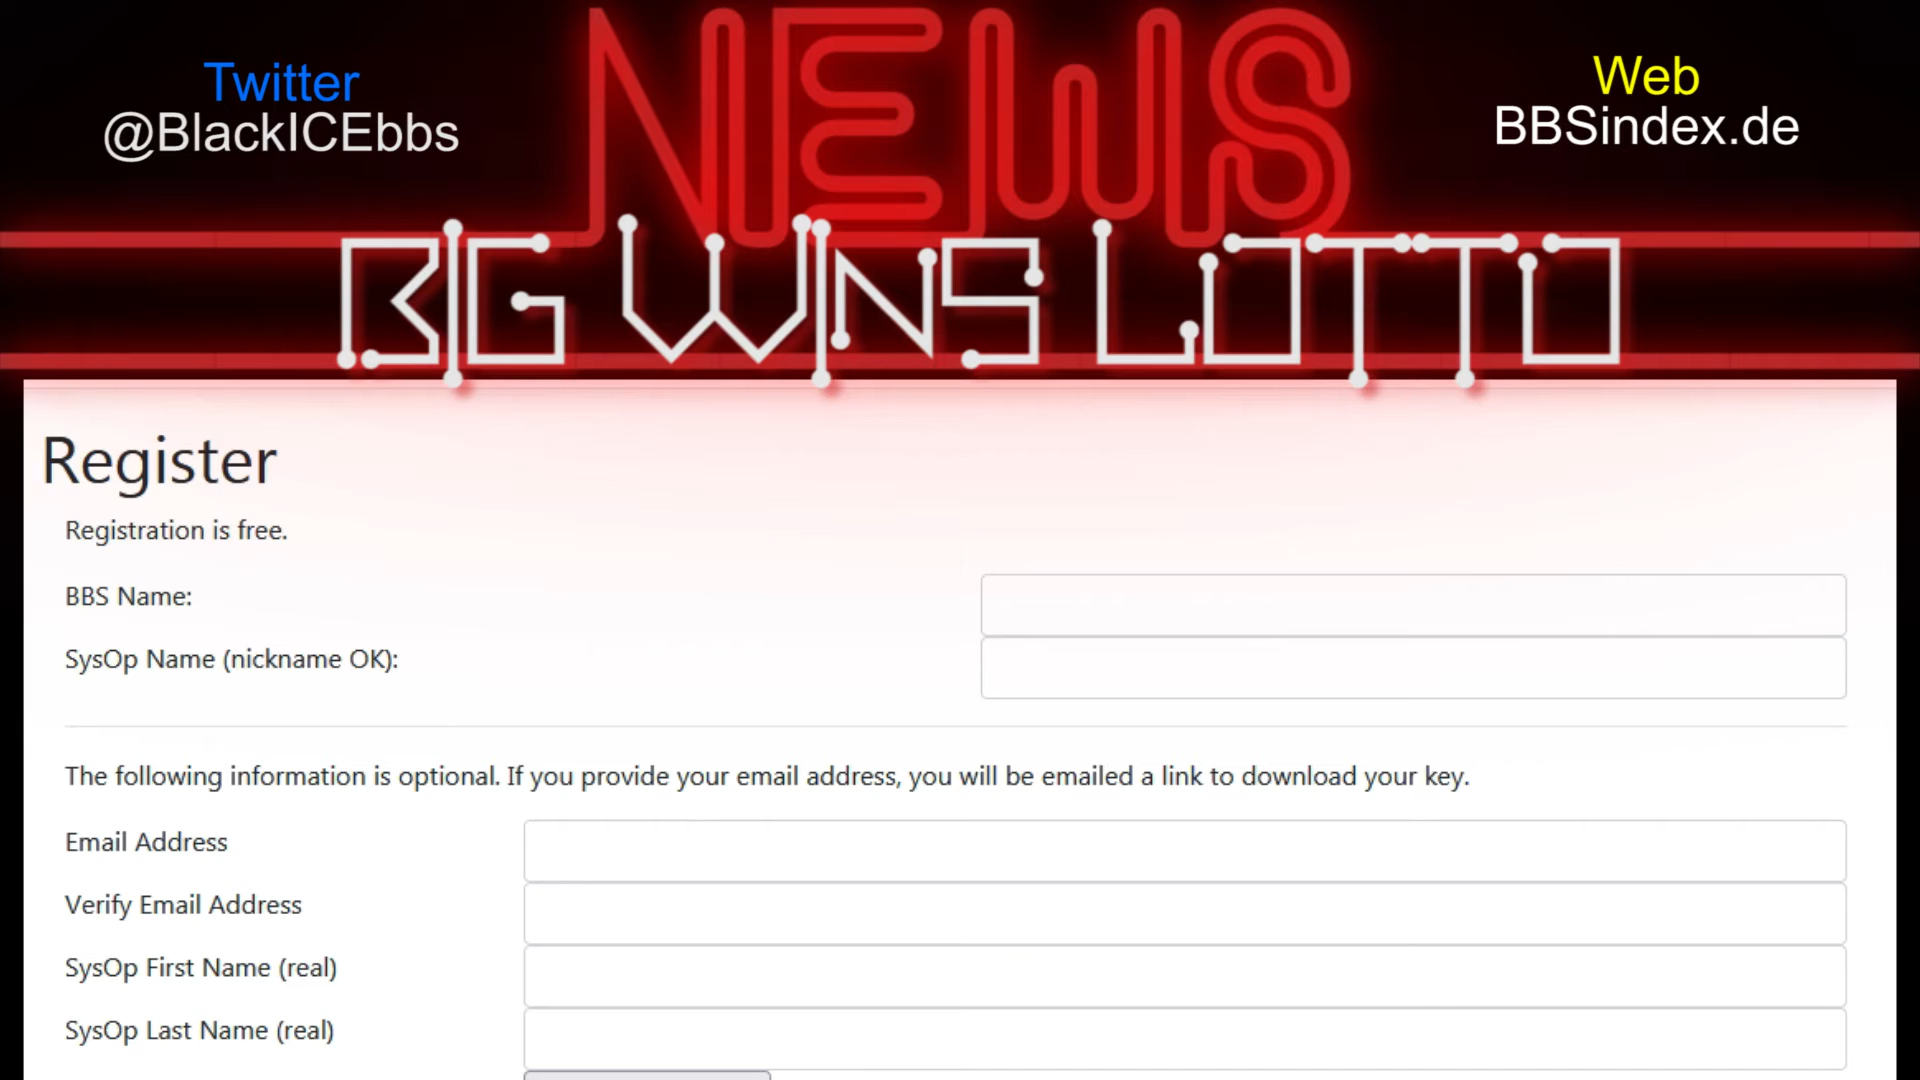 NEWS
Twitter
@BlackICEbbs
Web
BBSindex.de
BIG WINS LOTTO
Register
Registration is free.
BBS Name:
SysOp Name (nickname OK):
The following information is optional. If you provide your email address, you will be emailed a link to download your key.
Email Address
Verify Email Address
SysOp First Name (real)
SysOp Last Name (real)